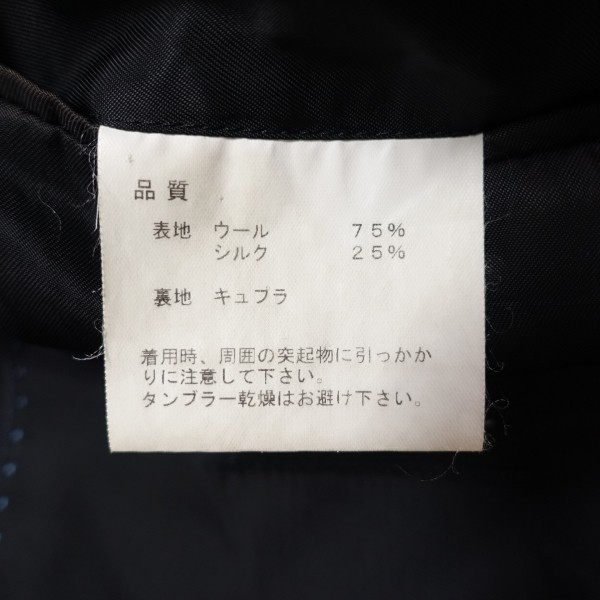 品質
表地 ウール 75%
シルク 25%
裏地 キュプラ
着用時、周囲の突起物に引っかか
りに注意して下さい。
タンブラー乾燥はお避け下さい。